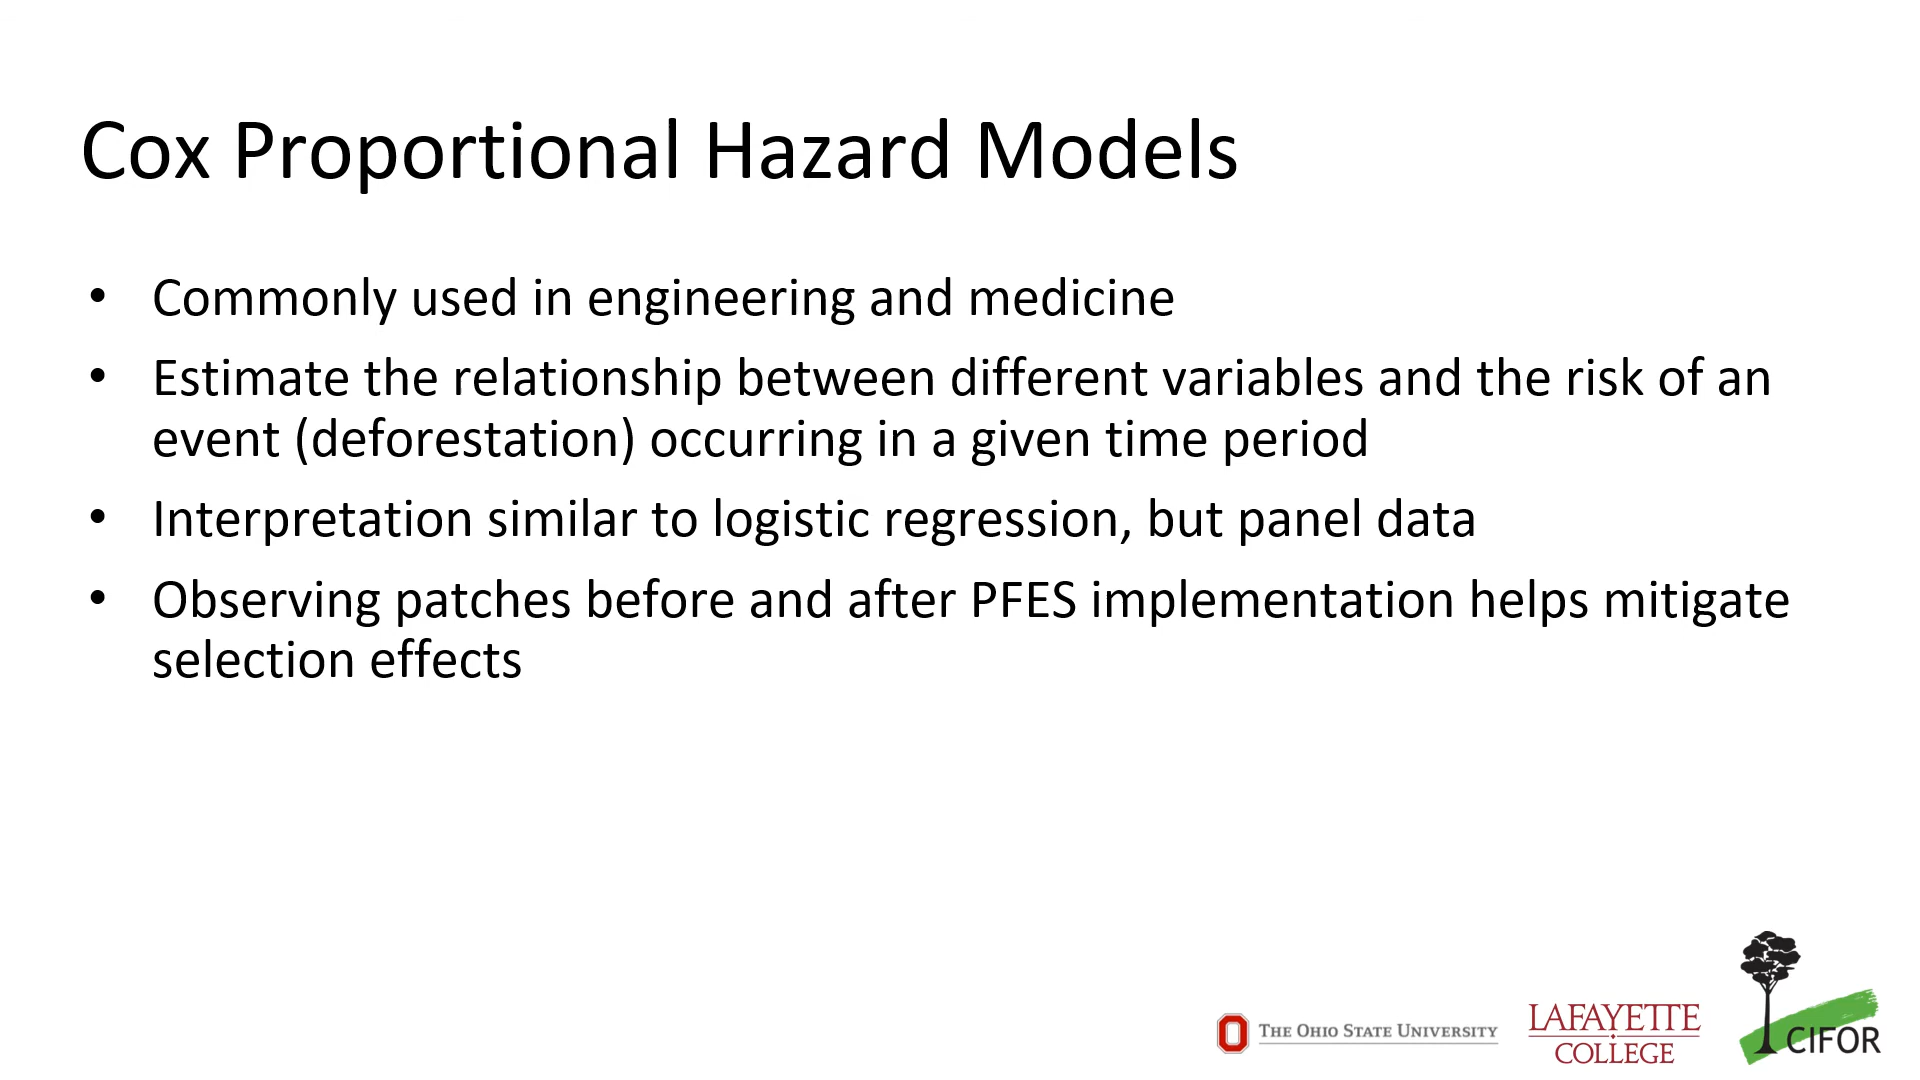 Cox Proportional Hazard Models
• Commonly used in engineering and medicine
• Estimate the relationship between different variables and the risk of an
event (deforestation) occurring in a given time period
• Interpretation similar to logistic regression, but panel data
• Observing patches before and after PFES implementation helps mitigate
selection effects
THE OHIO STATE UNIVERSITY
LAFAYETTE
COLLEGE
CIFOR